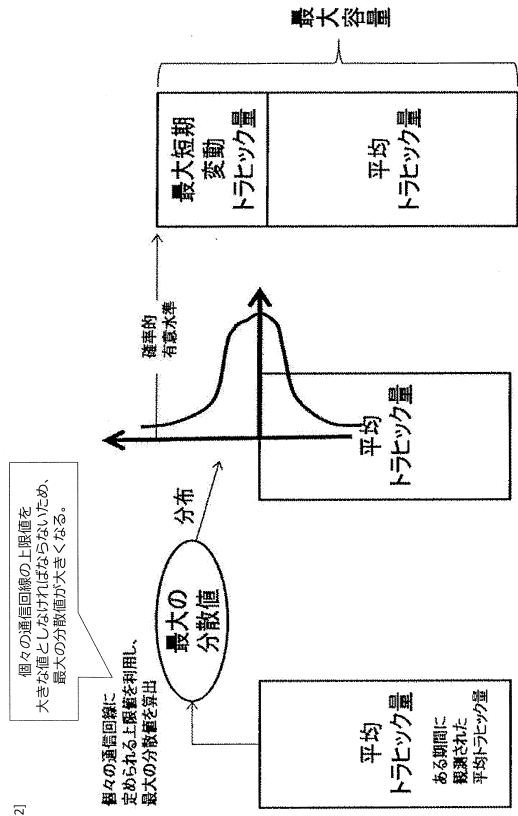 2]
個々の通信回線の上限値を
大きな値としなければならないため、
最大の分散値が大きくなる。
個々の通信回線に
定められる上限値を利用し、
最大の分散値を算出
最大の
分散値
分布
平均
トラヒック量
ある期間に
観測された
平均トラヒック量
平均
トラヒック量
確率的
有意水準
最大短期
変動
トラヒック量
平均
トラヒック量
最大容量